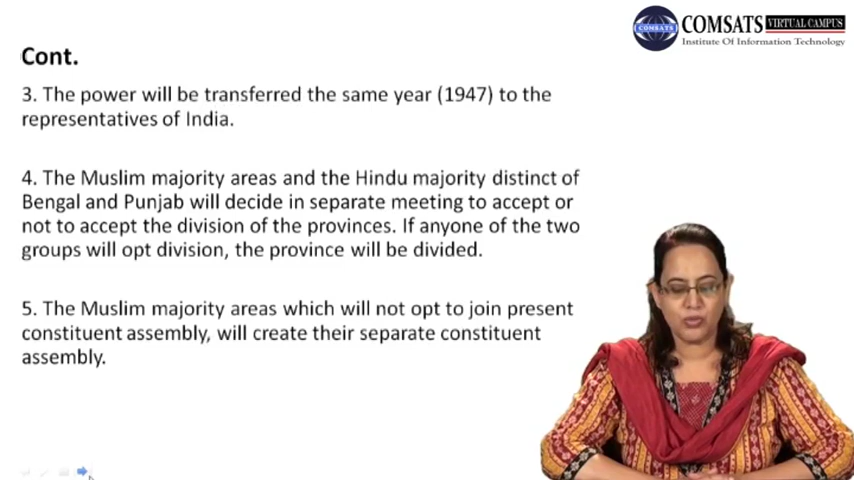 COMSATS VIRTUAL CAMPUS
Institute Of Information Technology
COMSATS
Cont.
3. The power will be transferred the same year (1947) to the
representatives of India.
4. The Muslim majority areas and the Hindu majority distinct of
Bengal and Punjab will decide in separate meeting to accept or
not to accept the division of the provinces. If anyone of the two
groups will opt division, the province will be divided.
5. The Muslim majority areas which will not opt to join present
constituent assembly, will create their separate constituent
assembly.